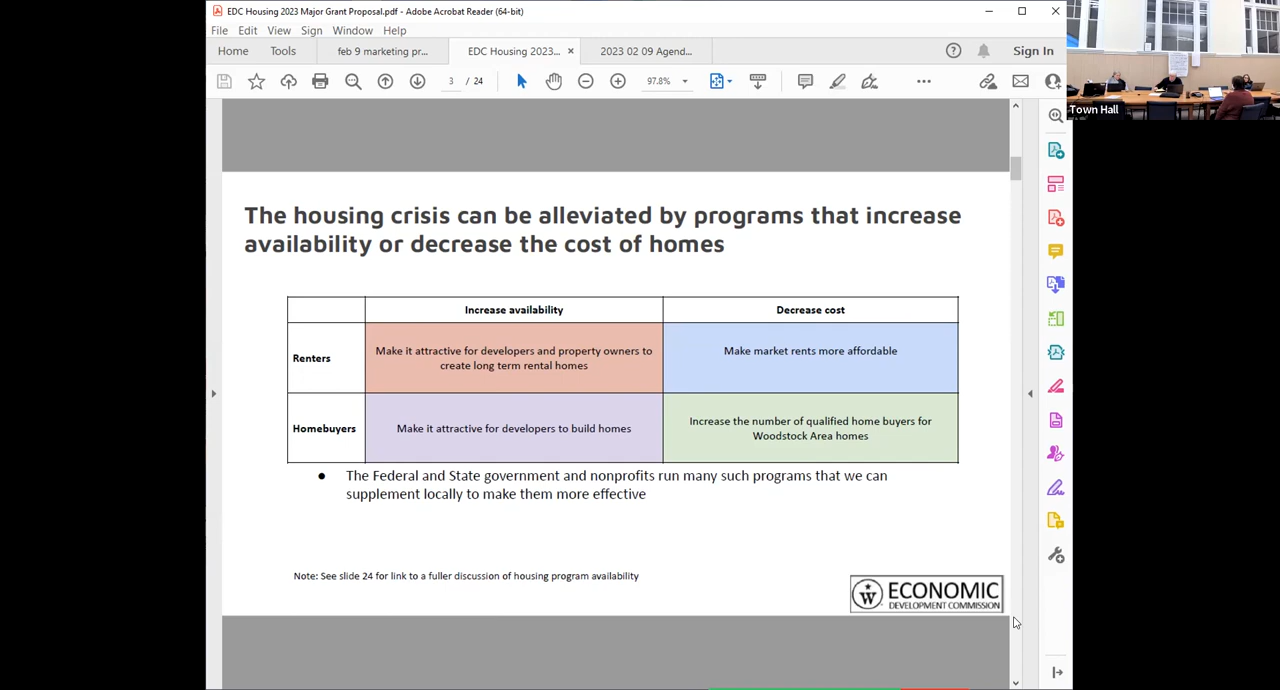 EDC Housing 2023 Major Grant Proposal.pdf - Adobe Acrobat Reader (64-bit)
File Edit View Sign Window Help
Home Tools feb 9 marketing pr... EDC Housing 2023... × 2023 02 09 Agend... Sign In
3 / 24 97.8%
Town Hall
The housing crisis can be alleviated by programs that increase
availability or decrease the cost of homes
Increase availability Decrease cost
Renters
Make it attractive for developers and property owners to
create long term rental homes
Make market rents more affordable
Homebuyers
Make it attractive for developers to build homes
Increase the number of qualified home buyers for
Woodstock Area homes
● The Federal and State government and nonprofits run many such programs that we can
supplement locally to make them more effective
Note: See slide 24 for link to a fuller discussion of housing program availability
W ECONOMIC
DEVELOPMENT COMMISSION